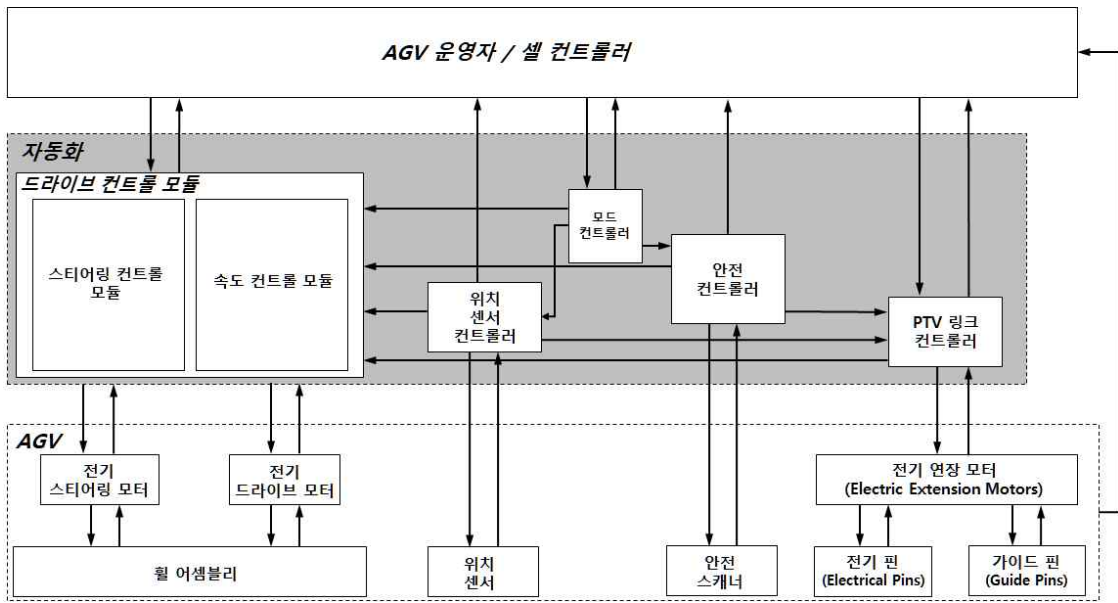 AGV 운영자 / 셀 컨트롤러
자동화
드라이브 컨트롤 모듈
스티어링 컨트롤
모듈
속도 컨트롤 모듈
모드
컨트롤러
안전
컨트롤러
위치
센서
컨트롤러
PTV 링크
컨트롤러
AGV
전기
스티어링 모터
전기
드라이브 모터
전기 연장 모터
(Electric Extension Motors)
휠 어셈블리
위치
센서
안전
스캐너
전기 핀
(Electrical Pins)
가이드 핀
(Guide Pins)